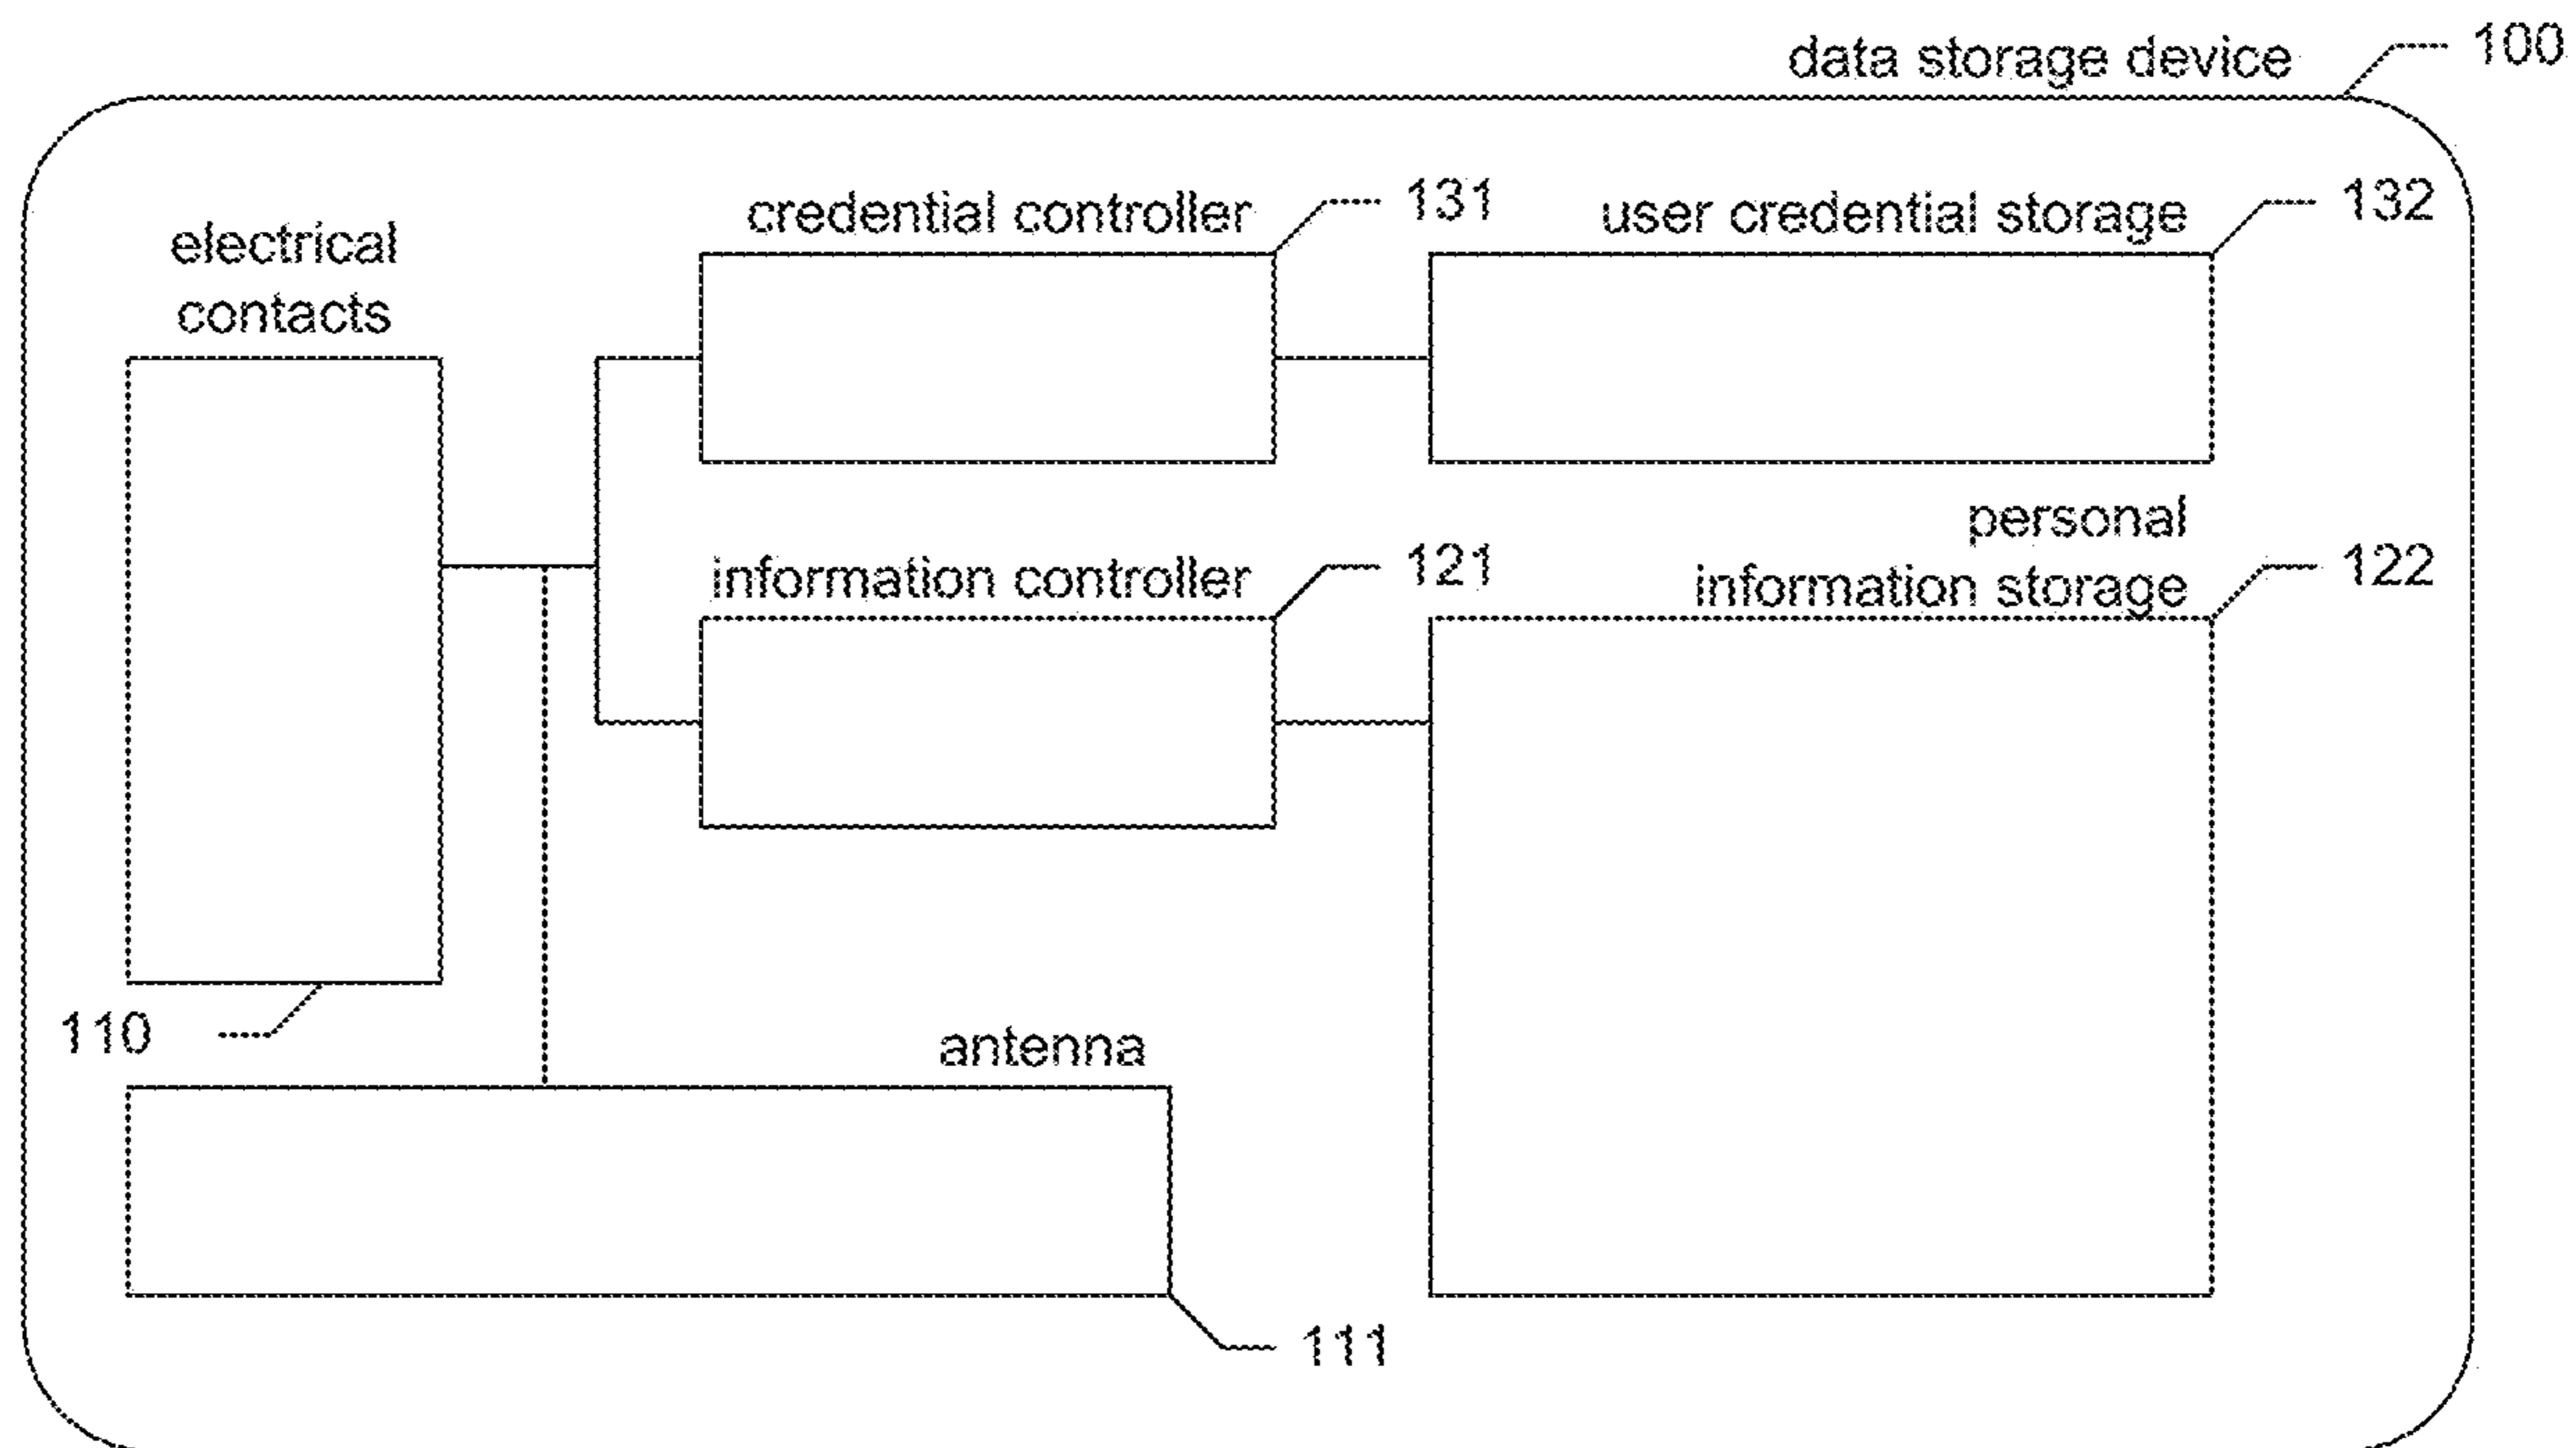 data storage device 100
credential controller 131
user credential storage 132
electrical
contacts
personal
information controller 121
information storage 122
110
antenna
111